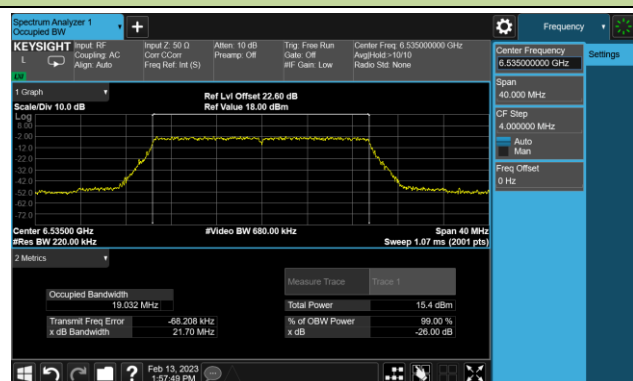 Spectrum Analyzer 1
Occupied BW
Frequency
KEYSIGHT
L
Input: RF
Coupling: AC
Align: Auto
Input Z: 50 Ω
Corr CCorr
Freq Ref: Int (S)
Atten: 10 dB
Preamp: Off
Trig: Free Run
Gate: Off
#IF Gain: Low
Center Freq: 6.535000000 GHz
Avg|Hold:>10/10
Radio Std: None
LV
Center Frequency
6.535000000 GHz
Settings
Span
40.000 MHz
CF Step
4.000000 MHz
Auto
Man
Freq Offset
0 Hz
1 Graph
Scale/Div 10.0 dB
Ref Lvl Offset 22.60 dB
Ref Value 18.00 dBm
Log
8.00
-2.00
-12.0
-22.0
-32.0
-42.0
-52.0
-62.0
-72.0
Center 6.53500 GHz
#Res BW 220.00 kHz
#Video BW 680.00 kHz
Span 40 MHz
Sweep 1.07 ms (2001 pts)
2 Metrics
Measure Trace
Trace 1
Occupied Bandwidth
19.032 MHz
Total Power
15.4 dBm
Transmit Freq Error
-68.208 kHz
% of OBW Power
99.00 %
x dB Bandwidth
21.70 MHz
x dB
-26.00 dB
?
Feb 13, 2023
1:57:49 PM